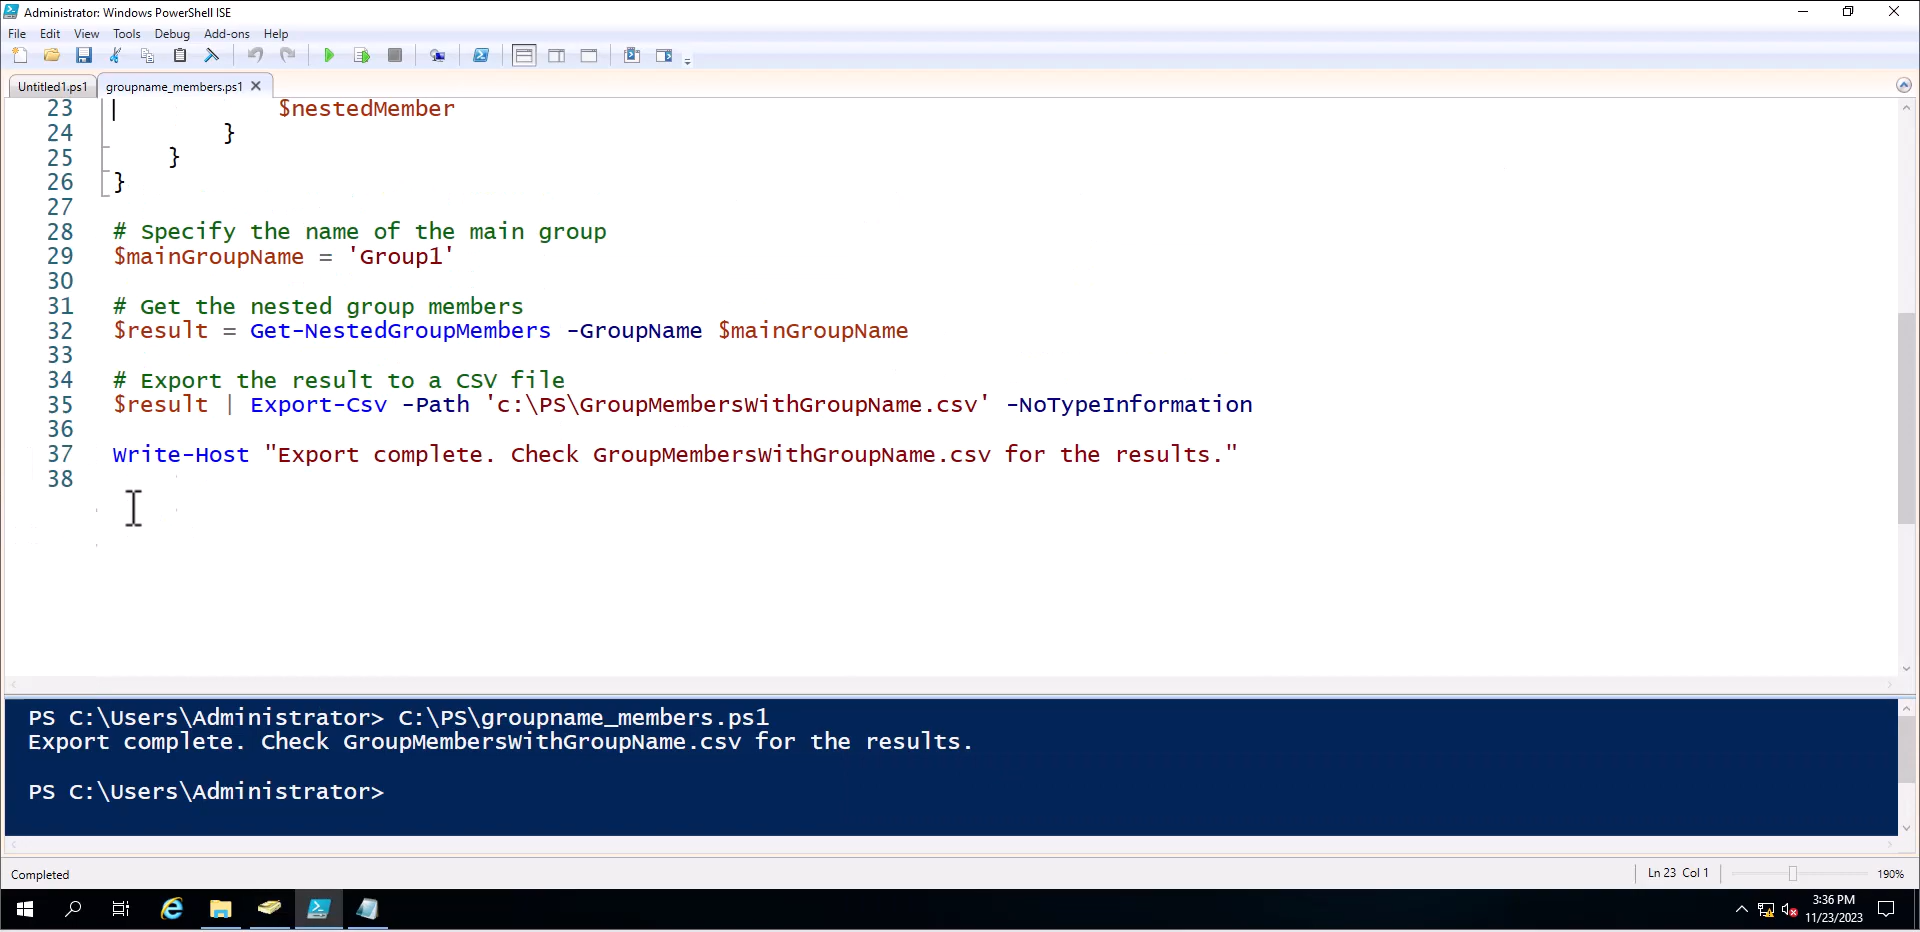 Administrator: Windows PowerShell ISE
File Edit View Tools Debug Add-ons Help
Untitled1.ps1 groupname_members.ps1
23             $nestedMember
24         }
25     }
26 }
27
28 # Specify the name of the main group
29 $mainGroupName = 'Group1'
30
31 # Get the nested group members
32 $result = Get-NestedGroupMembers -GroupName $mainGroupName
33
34 # Export the result to a CSV file
35 $result | Export-Csv -Path 'c:\PS\GroupMembersWithGroupName.csv' -NoTypeInformation
36
37 Write-Host "Export complete. Check GroupMembersWithGroupName.csv for the results."
38
PS C:\Users\Administrator> C:\PS\groupname_members.ps1
Export complete. Check GroupMembersWithGroupName.csv for the results.
PS C:\Users\Administrator>
Completed Ln 23 Col 1 190%
3:36 PM
11/23/2023